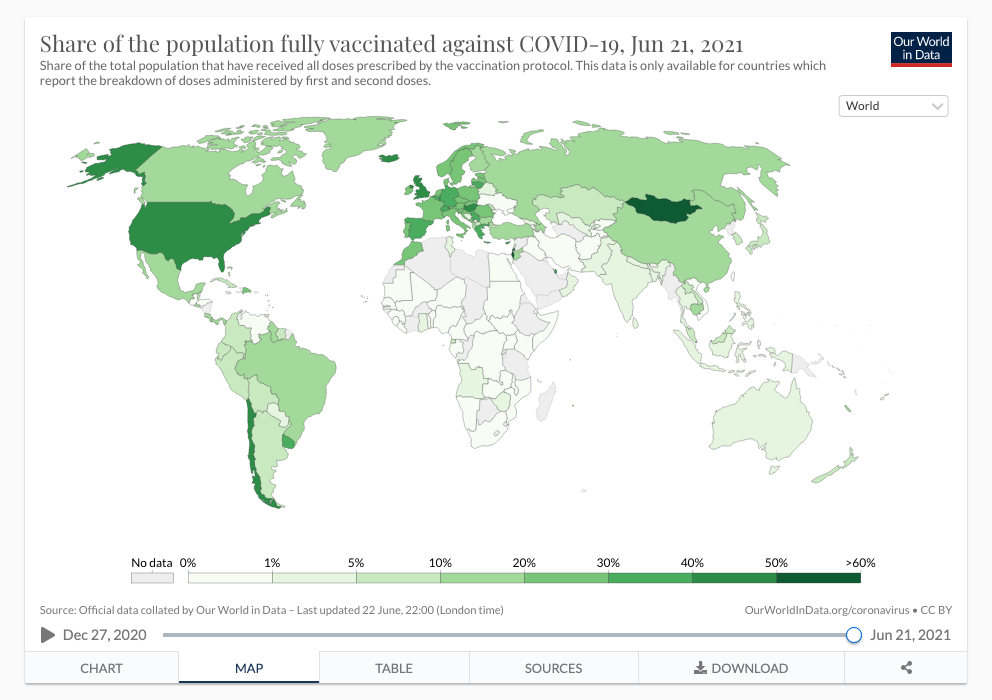 Share of the population fully vaccinated against COVID-19, Jun 21, 2021
Share of the total population that have received all doses prescribed by the vaccination protocol. This data is only available for countries which
report the breakdown of doses administered by first and second doses.
Our World
in Data
World
No data 0% 1% 5% 10% 20% 30% 40% 50% >60%
Source: Official data collated by Our World in Data – Last updated 22 June, 22:00 (London time)
OurWorldInData.org/coronavirus • CC BY
Dec 27, 2020
Jun 21, 2021
CHART
MAP
TABLE
SOURCES
DOWNLOAD